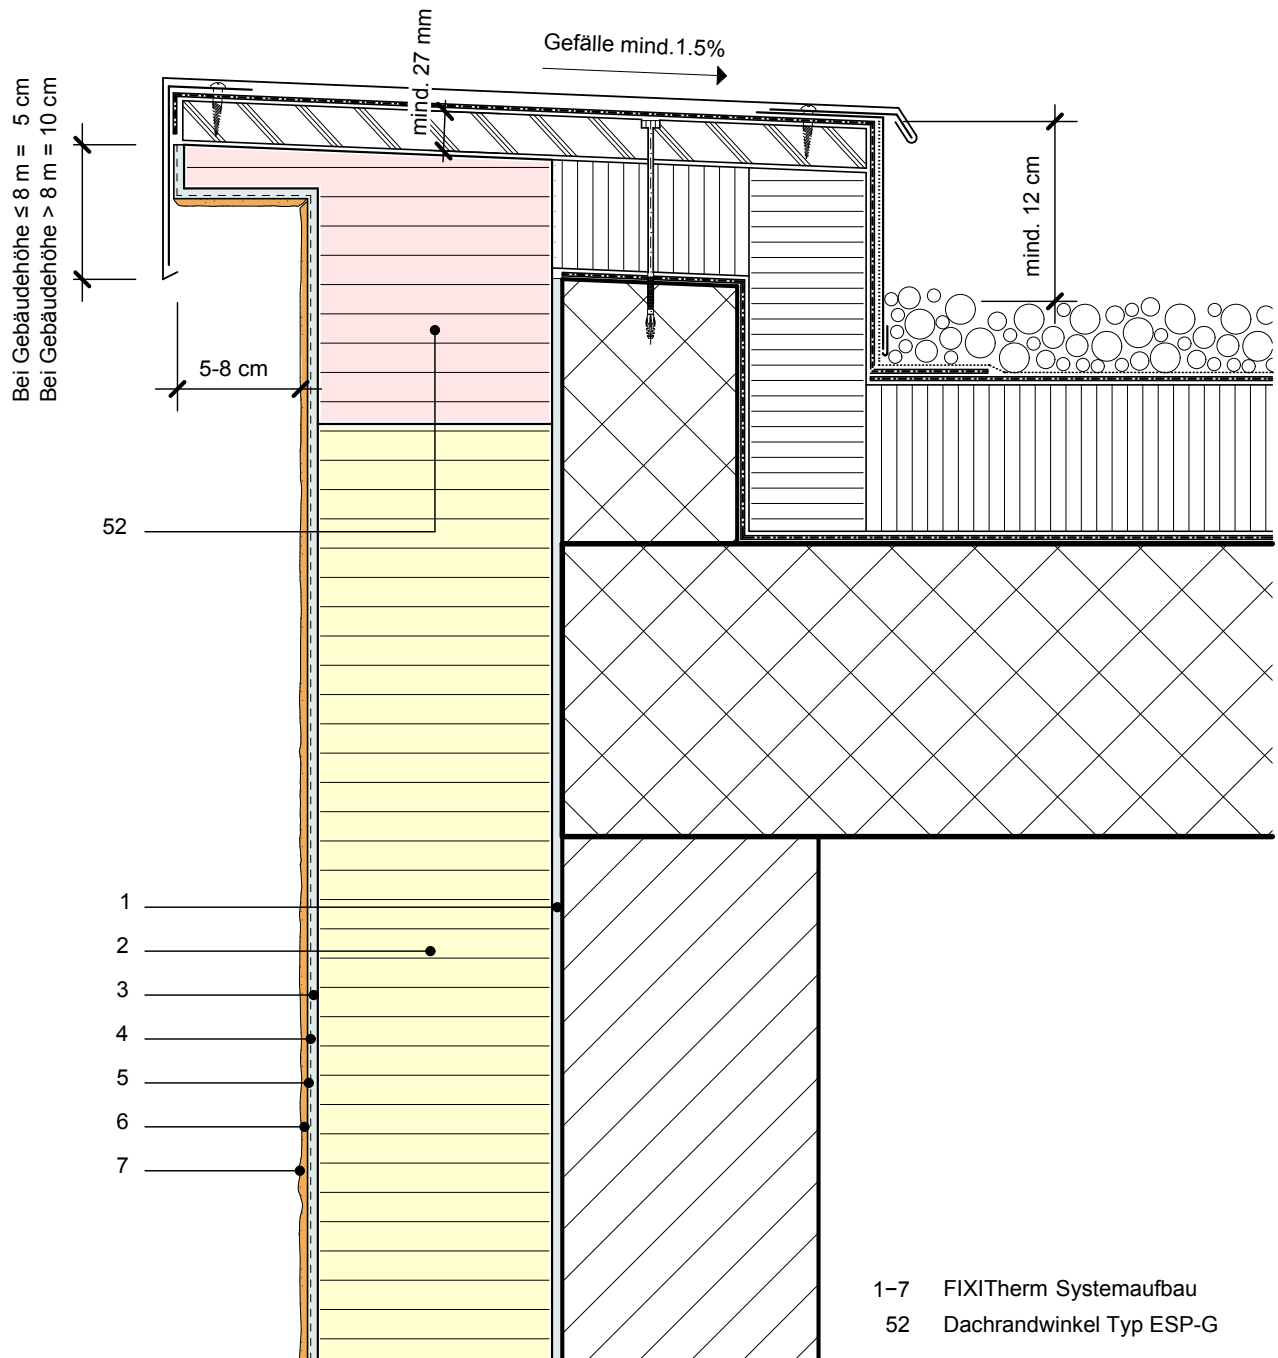 Gefälle mind.1.5%
mind. 27 mm
Bei Gebäudehöhe ≤ 8 m = 5 cm
Bei Gebäudehöhe > 8 m = 10 cm
mind. 12 cm
5-8 cm
52
1
2
3
4
5
6
7
1–7 FIXITherm Systemaufbau
52 Dachrandwinkel Typ ESP-G